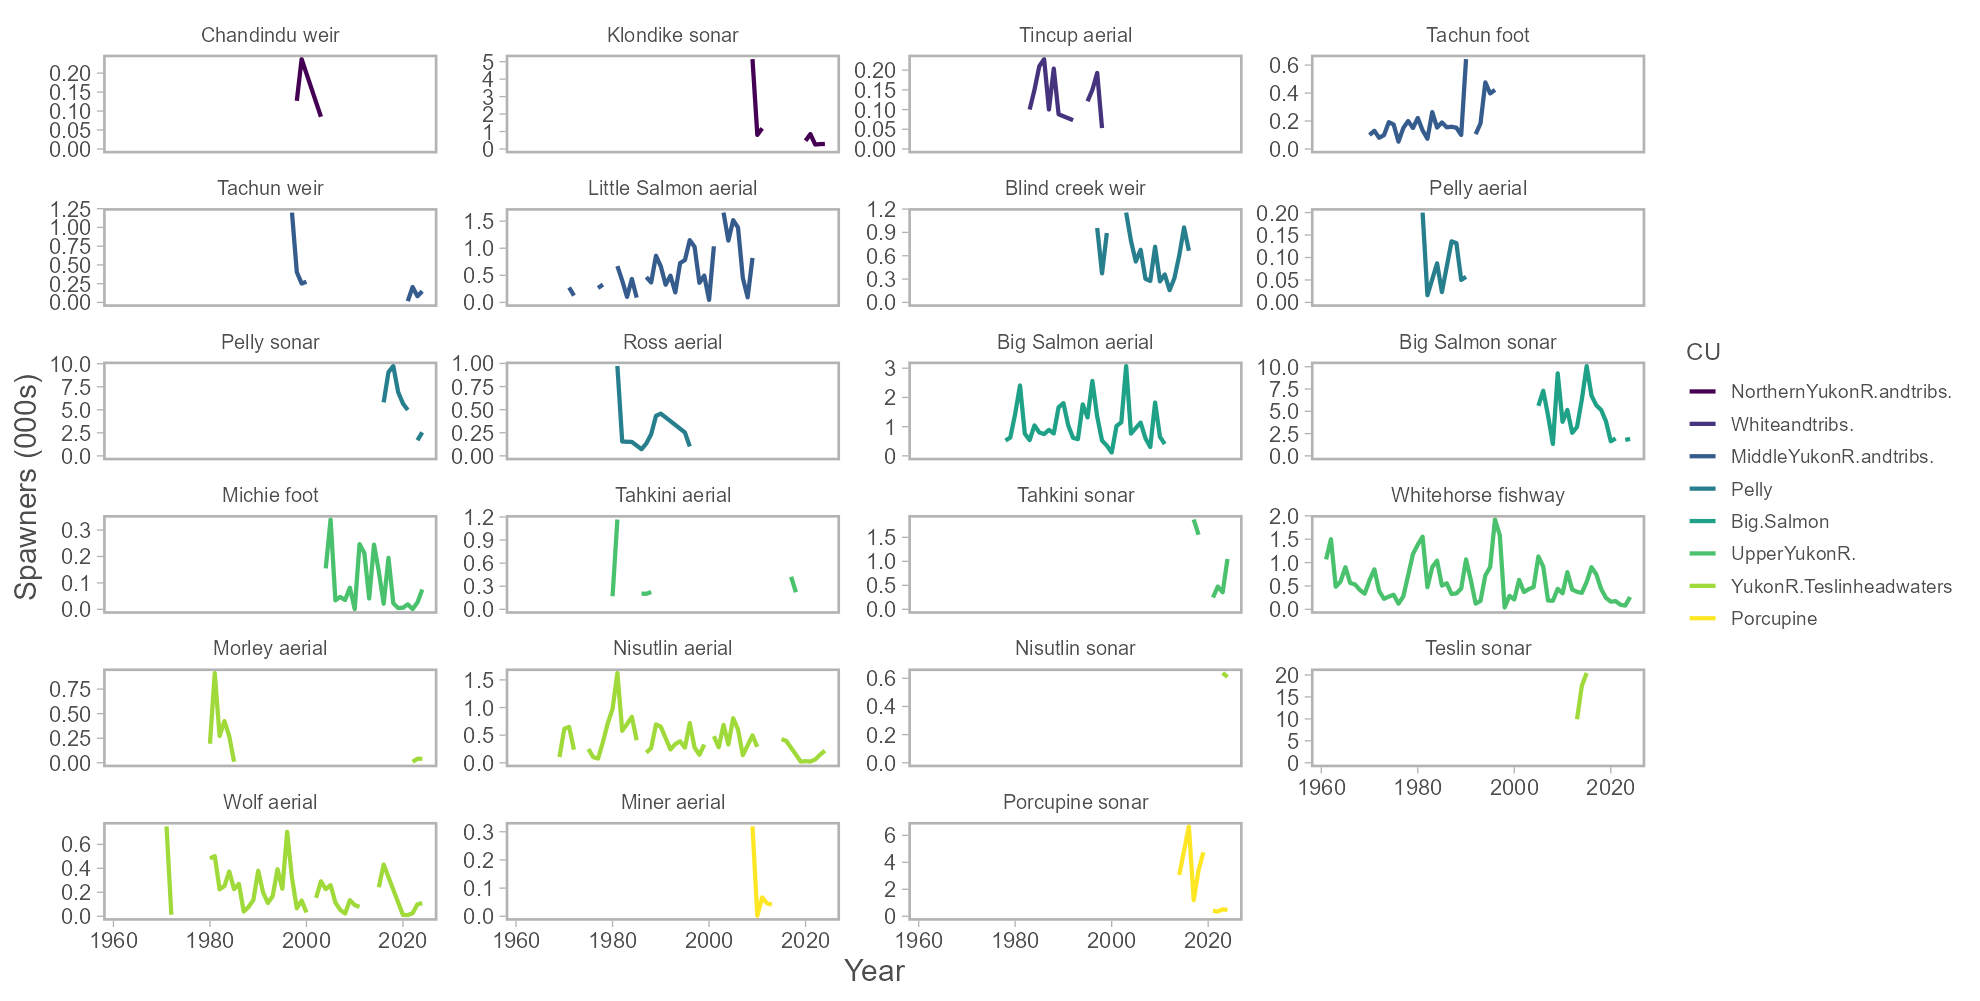 Chandindu weir
Klondike sonar
Tincup aerial
Tachun foot
0.20
0.15
0.10
0.05
0.00
5
4
3
2
1
0
0.20
0.15
0.10
0.05
0.00
0.6
0.4
0.2
0.0
Tachun weir
Little Salmon aerial
Blind creek weir
Pelly aerial
1.25
1.00
0.75
0.50
0.25
0.00
1.5
1.0
0.5
0.0
1.2
0.9
0.6
0.3
0.0
0.20
0.15
0.10
0.05
0.00
Pelly sonar
Ross aerial
Big Salmon aerial
Big Salmon sonar
10.0
7.5
5.0
2.5
0.0
1.00
0.75
0.50
0.25
0.00
3
2
1
0
10.0
7.5
5.0
2.5
0.0
Michie foot
Tahkini aerial
Tahkini sonar
Whitehorse fishway
0.3
0.2
0.1
0.0
1.2
0.9
0.6
0.3
0.0
1.5
1.0
0.5
0.0
2.0
1.5
1.0
0.5
0.0
Morley aerial
Nisutlin aerial
Nisutlin sonar
Teslin sonar
0.75
0.50
0.25
0.00
1.5
1.0
0.5
0.0
0.6
0.4
0.2
0.0
20
15
10
5
0
1960 1980 2000 2020
Wolf aerial
Miner aerial
Porcupine sonar
0.6
0.4
0.2
0.0
0.3
0.2
0.1
0.0
6
4
2
0
1960 1980 2000 2020
1960 1980 2000 2020
1960 1980 2000 2020
Year
Spawners (000s)
CU
NorthernYukonR.andtribs.
Whiteandtribs.
MiddleYukonR.andtribs.
Pelly
Big.Salmon
UpperYukonR.
YukonR.Teslinheadwaters
Porcupine